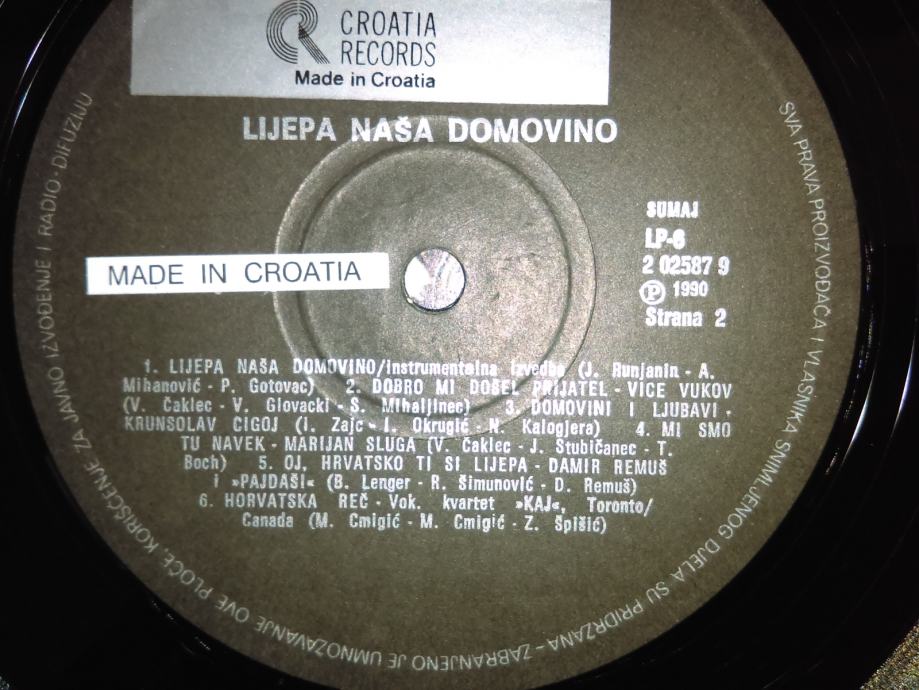 CROATIA
RECORDS
Made in Croatia
LIJEPA NAŠA DOMOVINO
SUMAJ
LP-6
2 02587 9
Ⓟ 1990
Strana 2
MADE IN CROATIA
1. LIJEPA NAŠA DOMOVINO/instrumentalna izvedba (J. Runjanin - A.
Mihanović - P. Gotovac) 2. DOBRO MI DOŠEL PRIJATEL - VICE VUKOV
(V. Čaklec - V. Glovacki - S. Mihaljinec) 3. DOMOVINI I LJUBAVI -
KRUNSOLAV CIGOJ (I. Zajc - I. Okrugić - N. Kalogjera) 4. MI SMO
TU NAVEK - MARIJAN SLUGA (V. Čaklec - J. Stubičanec - T.
Boch) 5. OJ, HRVATSKO TI SI LIJEPA - DAMIR REMUŠ
i »PAJDAŠI« (B. Lenger - R. Šimunović - D. Remuš)
6. HORVATSKA REČ - Vok. kvartet »KAJ«, Toronto/
Canada (M. Cmigić - M. Cmigić - Z. Špišić)
SVA PRAVA PROIZVOĐAČA I VLASNIKA SNIMLJENOG DJELA SU PRIDRŽANA - ZABRANJENO JE UMNOŽAVANJE OVE PLOČE, KORIŠĆENJE ZA JAVNO IZVOĐENJE I RADIO-DIFUZIJU